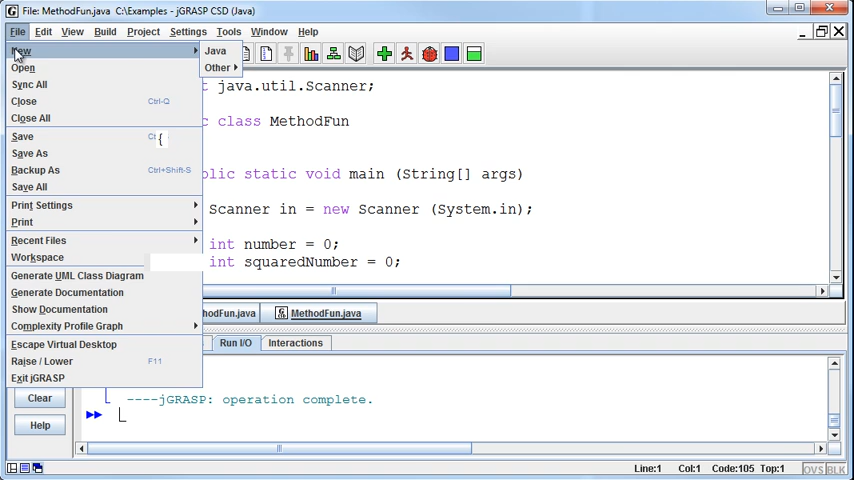 File: MethodFun.java  C:\Examples - jGRASP CSD (Java)
File Edit View Build Project Settings Tools Window Help
New
Java
Open
Other
Sync All
Close Ctrl-Q
Close All
Save
Save As
Backup As Ctrl+Shift-S
Save All
Print Settings
Print
Recent Files
Workspace
Generate UML Class Diagram
Generate Documentation
Show Documentation
Complexity Profile Graph
Escape Virtual Desktop
Raise / Lower F11
Exit jGRASP
java.util.Scanner;
class MethodFun
{
static void main (String[] args)
Scanner in = new Scanner (System.in);
int number = 0;
int squaredNumber = 0;
MethodFun.java
Run I/O Interactions
Clear
Help
----jGRASP: operation complete.
Line:1 Col:1 Code:105 Top:1 OVS BLK